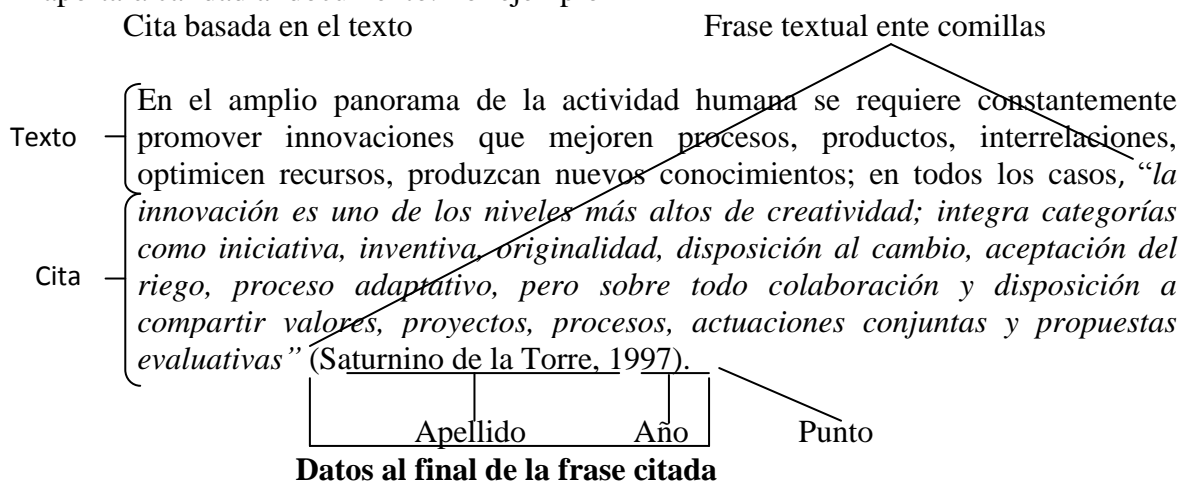 Cita basada en el texto Frase textual ente comillas
En el amplio panorama de la actividad humana se requiere constantemente
Texto promover innovaciones que mejoren procesos, productos, interrelaciones,
optimicen recursos, produzcan nuevos conocimientos; en todos los casos, “la
innovación es uno de los niveles más altos de creatividad; integra categorías
como iniciativa, inventiva, originalidad, disposición al cambio, aceptación del
Cita riego, proceso adaptativo, pero sobre todo colaboración y disposición a
compartir valores, proyectos, procesos, actuaciones conjuntas y propuestas
evaluativas” (Saturnino de la Torre, 1997).
Apellido Año Punto
Datos al final de la frase citada